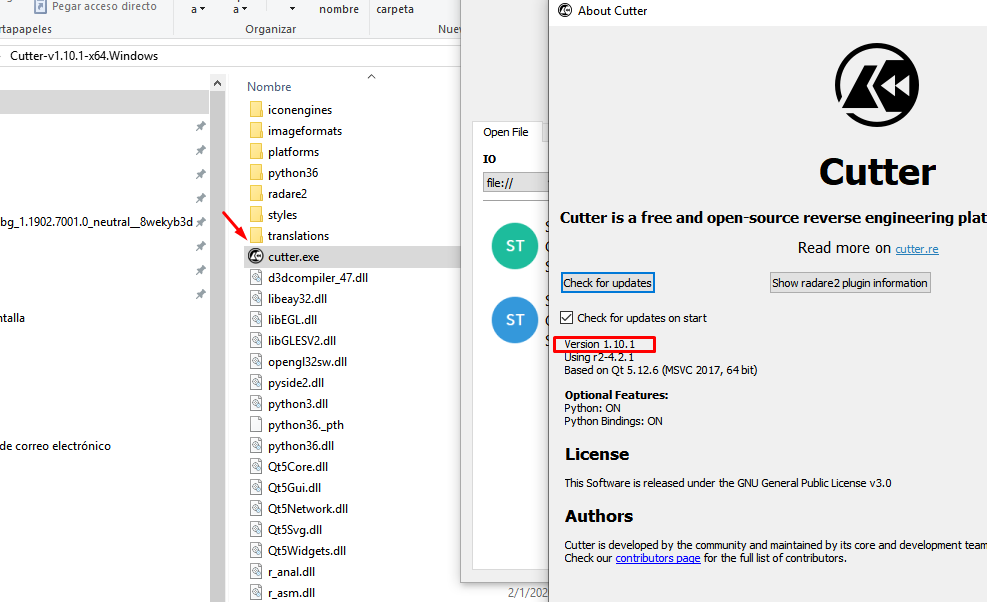 Pegar acceso directo
a
a
nombre
carpeta
rtapapeles
Organizar
Nuev
Cutter-v1.10.1-x64.Windows
bg_1.1902.7001.0_neutral__8wekyb3d
ntalla
de correo electrónico
Nombre
iconengines
imageformats
platforms
python36
radare2
styles
translations
cutter.exe
d3dcompiler_47.dll
libeay32.dll
libEGL.dll
libGLESV2.dll
opengl32sw.dll
pyside2.dll
python3.dll
python36._pth
python36.dll
Qt5Core.dll
Qt5Gui.dll
Qt5Network.dll
Qt5Svg.dll
Qt5Widgets.dll
r_anal.dll
r_asm.dll
2/1/202
Open File
IO
file://
ST
ST
About Cutter
Cutter
Cutter is a free and open-source reverse engineering plat
Read more on cutter.re
Check for updates
Show radare2 plugin information
Check for updates on start
Version 1.10.1
Using r2-4.2.1
Based on Qt 5.12.6 (MSVC 2017, 64 bit)
Optional Features:
Python: ON
Python Bindings: ON
License
This Software is released under the GNU General Public License v3.0
Authors
Cutter is developed by the community and maintained by its core and development team
Check our contributors page for the full list of contributors.